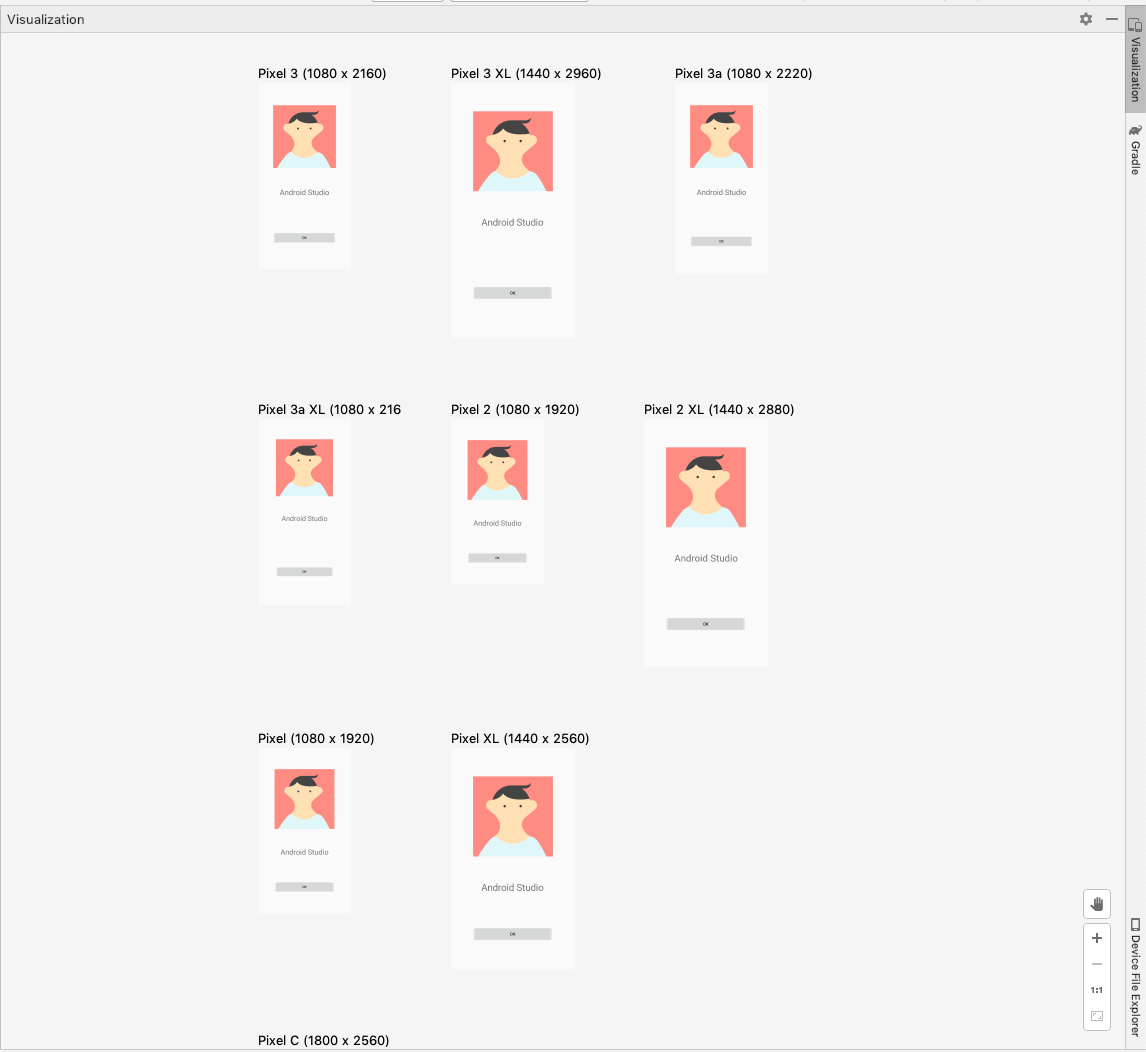 Visualization
Pixel 3 (1080 x 2160)
Pixel 3 XL (1440 x 2960)
Pixel 3a (1080 x 2220)
Android Studio
OK
Android Studio
OK
Android Studio
OK
Pixel 3a XL (1080 x 216
Pixel 2 (1080 x 1920)
Pixel 2 XL (1440 x 2880)
Android Studio
OK
Android Studio
OK
Android Studio
OK
Pixel (1080 x 1920)
Pixel XL (1440 x 2560)
Android Studio
OK
Android Studio
OK
Pixel C (1800 x 2560)
1:1
Visualization
Gradle
Device File Explorer